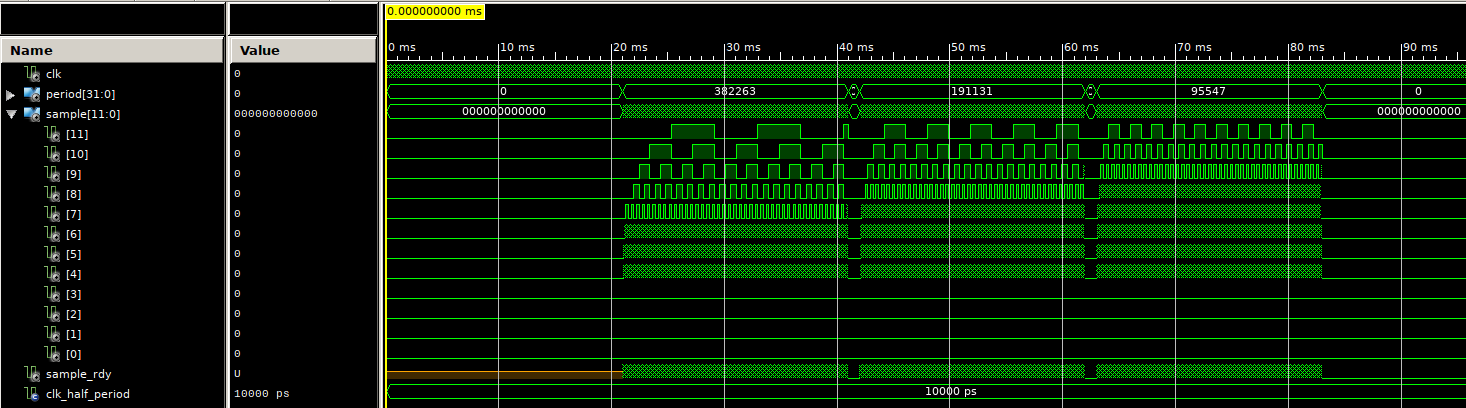 0.000000000 ms
Name Value 0 ms 10 ms 20 ms 30 ms 40 ms 50 ms 60 ms 70 ms 80 ms 90 ms
clk 0
period[31:0] 0 0 382263 191131 95547 0
sample[11:0] 000000000000 000000000000 000000000000
[11] 0
[10] 0
[9] 0
[8] 0
[7] 0
[6] 0
[5] 0
[4] 0
[3] 0
[2] 0
[1] 0
[0] 0
sample_rdy U
clk_half_period 10000 ps 10000 ps